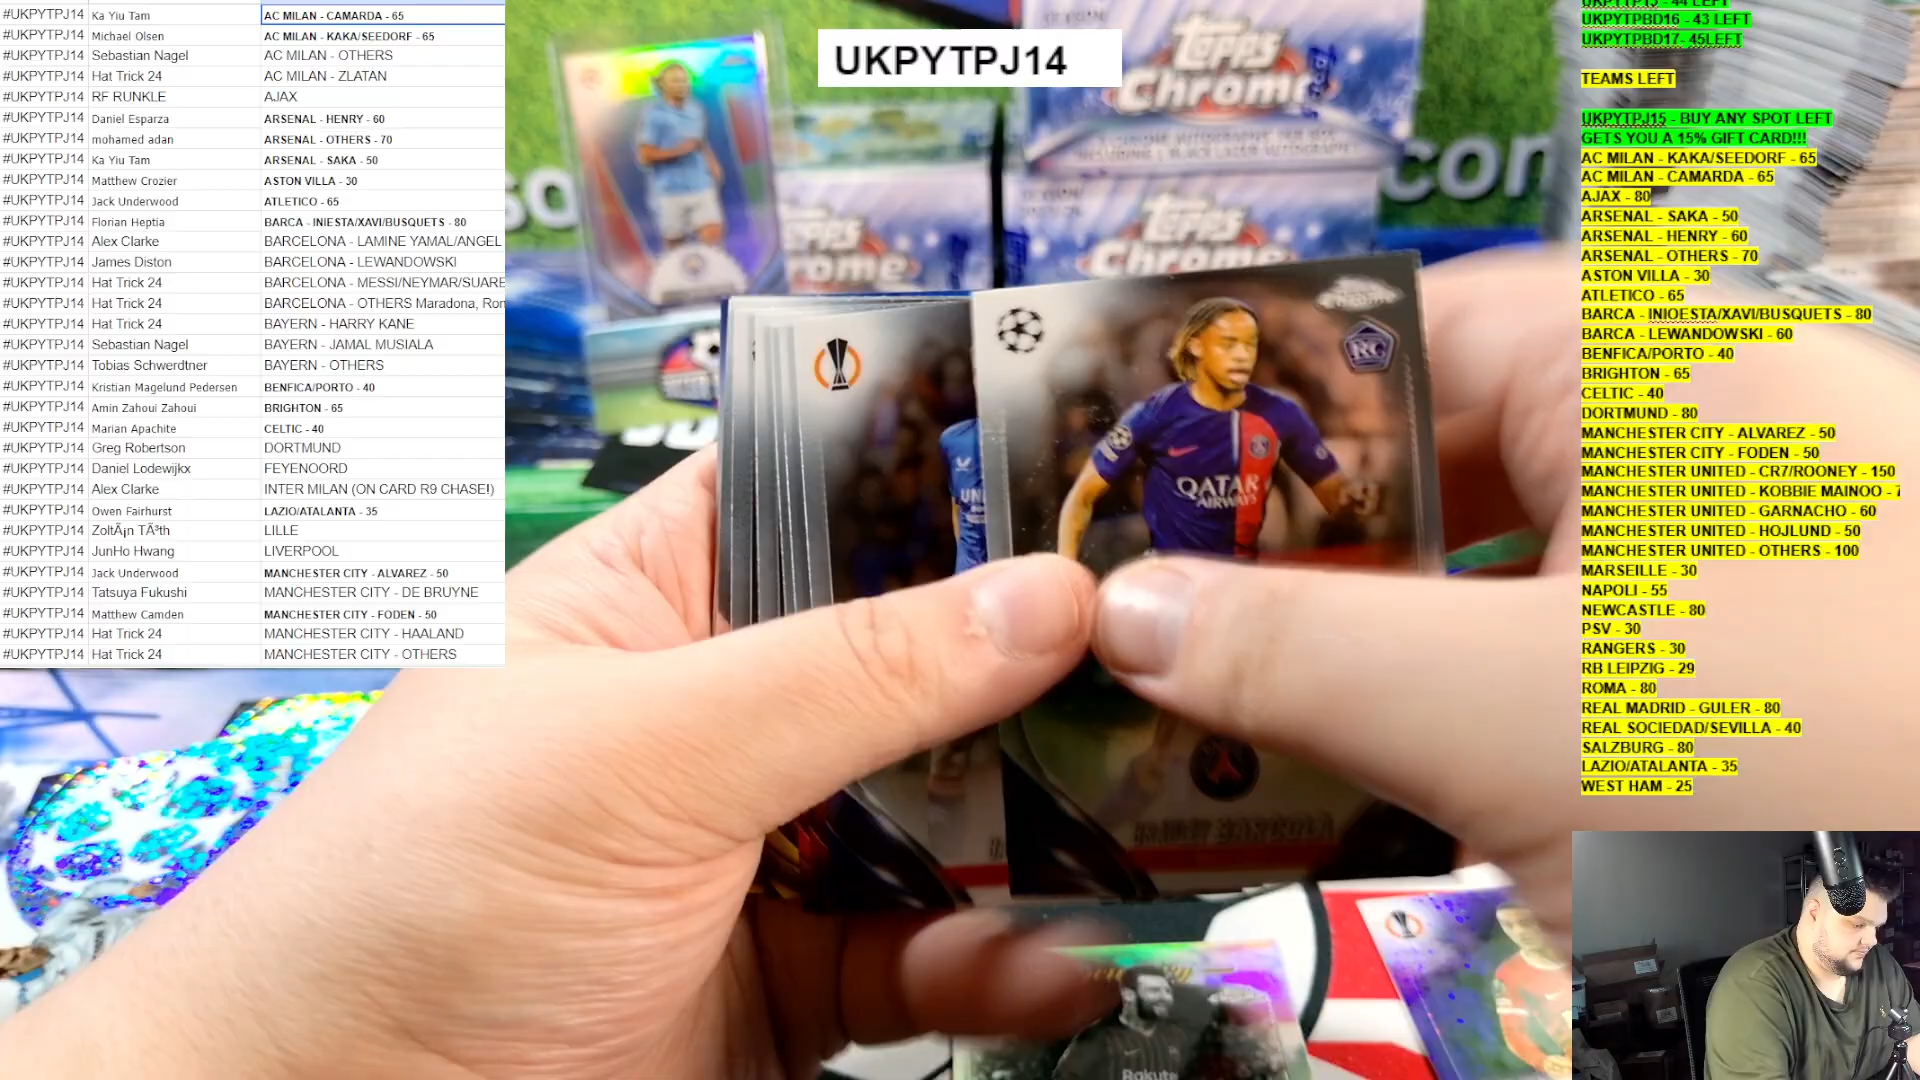 #UKPYTPJ14 Ka Yiu Tam AC MILAN - CAMARDA - 65
#UKPYTPJ14 Michael Olsen AC MILAN - KAKA/SEEDORF - 65
#UKPYTPJ14 Sebastian Nagel AC MILAN - OTHERS
#UKPYTPJ14 Hat Trick 24 AC MILAN - ZLATAN
#UKPYTPJ14 RF RUNKLE AJAX
#UKPYTPJ14 Daniel Esparza ARSENAL - HENRY - 60
#UKPYTPJ14 mohamed adan ARSENAL - OTHERS - 70
#UKPYTPJ14 Ka Yiu Tam ARSENAL - SAKA - 50
#UKPYTPJ14 Matthew Crozier ASTON VILLA - 30
#UKPYTPJ14 Jack Underwood ATLETICO - 65
#UKPYTPJ14 Florian Heptia BARCA - INIESTA/XAVI/BUSQUETS - 80
#UKPYTPJ14 Alex Clarke BARCELONA - LAMINE YAMAL/ANGEL
#UKPYTPJ14 James Diston BARCELONA - LEWANDOWSKI
#UKPYTPJ14 Hat Trick 24 BARCELONA - MESSI/NEYMAR/SUARE
#UKPYTPJ14 Hat Trick 24 BARCELONA - OTHERS Maradona, Ron
#UKPYTPJ14 Hat Trick 24 BAYERN - HARRY KANE
#UKPYTPJ14 Sebastian Nagel BAYERN - JAMAL MUSIALA
#UKPYTPJ14 Tobias Schwerdtner BAYERN - OTHERS
#UKPYTPJ14 Kristian Magelund Pedersen BENFICA/PORTO - 40
#UKPYTPJ14 Amin Zahoui Zahoui BRIGHTON - 65
#UKPYTPJ14 Marian Apachite CELTIC - 40
#UKPYTPJ14 Greg Robertson DORTMUND
#UKPYTPJ14 Daniel Lodewijkx FEYENOORD
#UKPYTPJ14 Alex Clarke INTER MILAN (ON CARD R9 CHASE!)
#UKPYTPJ14 Owen Fairhurst LAZIO/ATALANTA - 35
#UKPYTPJ14 ZoltÃ¡n TÃ³th LILLE
#UKPYTPJ14 JunHo Hwang LIVERPOOL
#UKPYTPJ14 Jack Underwood MANCHESTER CITY - ALVAREZ - 50
#UKPYTPJ14 Tatsuya Fukushi MANCHESTER CITY - DE BRUYNE
#UKPYTPJ14 Matthew Camden MANCHESTER CITY - FODEN - 50
#UKPYTPJ14 Hat Trick 24 MANCHESTER CITY - HAALAND
#UKPYTPJ14 Hat Trick 24 MANCHESTER CITY - OTHERS
UKPYTPJ14
Topps
Chrome
Topps
Chrome
Topps
Chrome
con
RC
QATAR
AIRWAYS
UNI
BRADLEY BARCOLA
Rakuten
UKPYTP15 - 44 LEFT
UKPYTPBD16 - 43 LEFT
UKPYTPBD17- 45LEFT
TEAMS LEFT
UKPYTPJ15 - BUY ANY SPOT LEFT
GETS YOU A 15% GIFT CARD!!!
AC MILAN - KAKA/SEEDORF - 65
AC MILAN - CAMARDA - 65
AJAX - 80
ARSENAL - SAKA - 50
ARSENAL - HENRY - 60
ARSENAL - OTHERS - 70
ASTON VILLA - 30
ATLETICO - 65
BARCA - INIOESTA/XAVI/BUSQUETS - 80
BARCA - LEWANDOWSKI - 60
BENFICA/PORTO - 40
BRIGHTON - 65
CELTIC - 40
DORTMUND - 80
MANCHESTER CITY - ALVAREZ - 50
MANCHESTER CITY - FODEN - 50
MANCHESTER UNITED - CR7/ROONEY - 150
MANCHESTER UNITED - KOBBIE MAINOO - 7
MANCHESTER UNITED - GARNACHO - 60
MANCHESTER UNITED - HOJLUND - 50
MANCHESTER UNITED - OTHERS - 100
MARSEILLE - 30
NAPOLI - 55
NEWCASTLE - 80
PSV - 30
RANGERS - 30
RB LEIPZIG - 29
ROMA - 80
REAL MADRID - GULER - 80
REAL SOCIEDAD/SEVILLA - 40
SALZBURG - 80
LAZIO/ATALANTA - 35
WEST HAM - 25